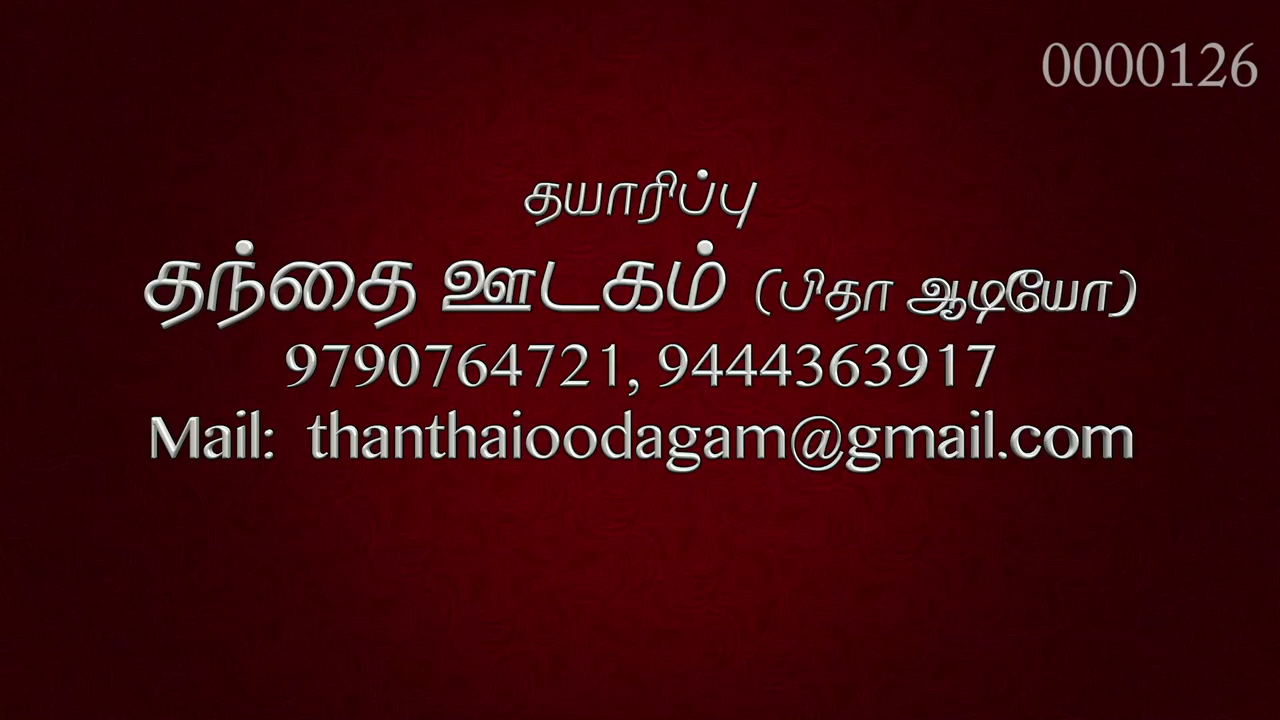 0000126
தயாரிப்பு
தந்தை ஊடகம் (பிதா ஆடியோ)
9790764721, 9444363917
Mail: thanthaioodagam@gmail.com